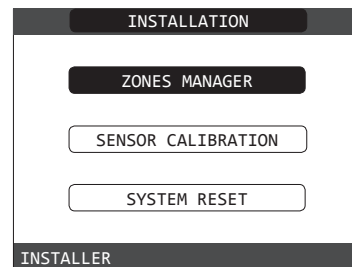 INSTALLATION
ZONES MANAGER
SENSOR CALIBRATION
SYSTEM RESET
INSTALLER